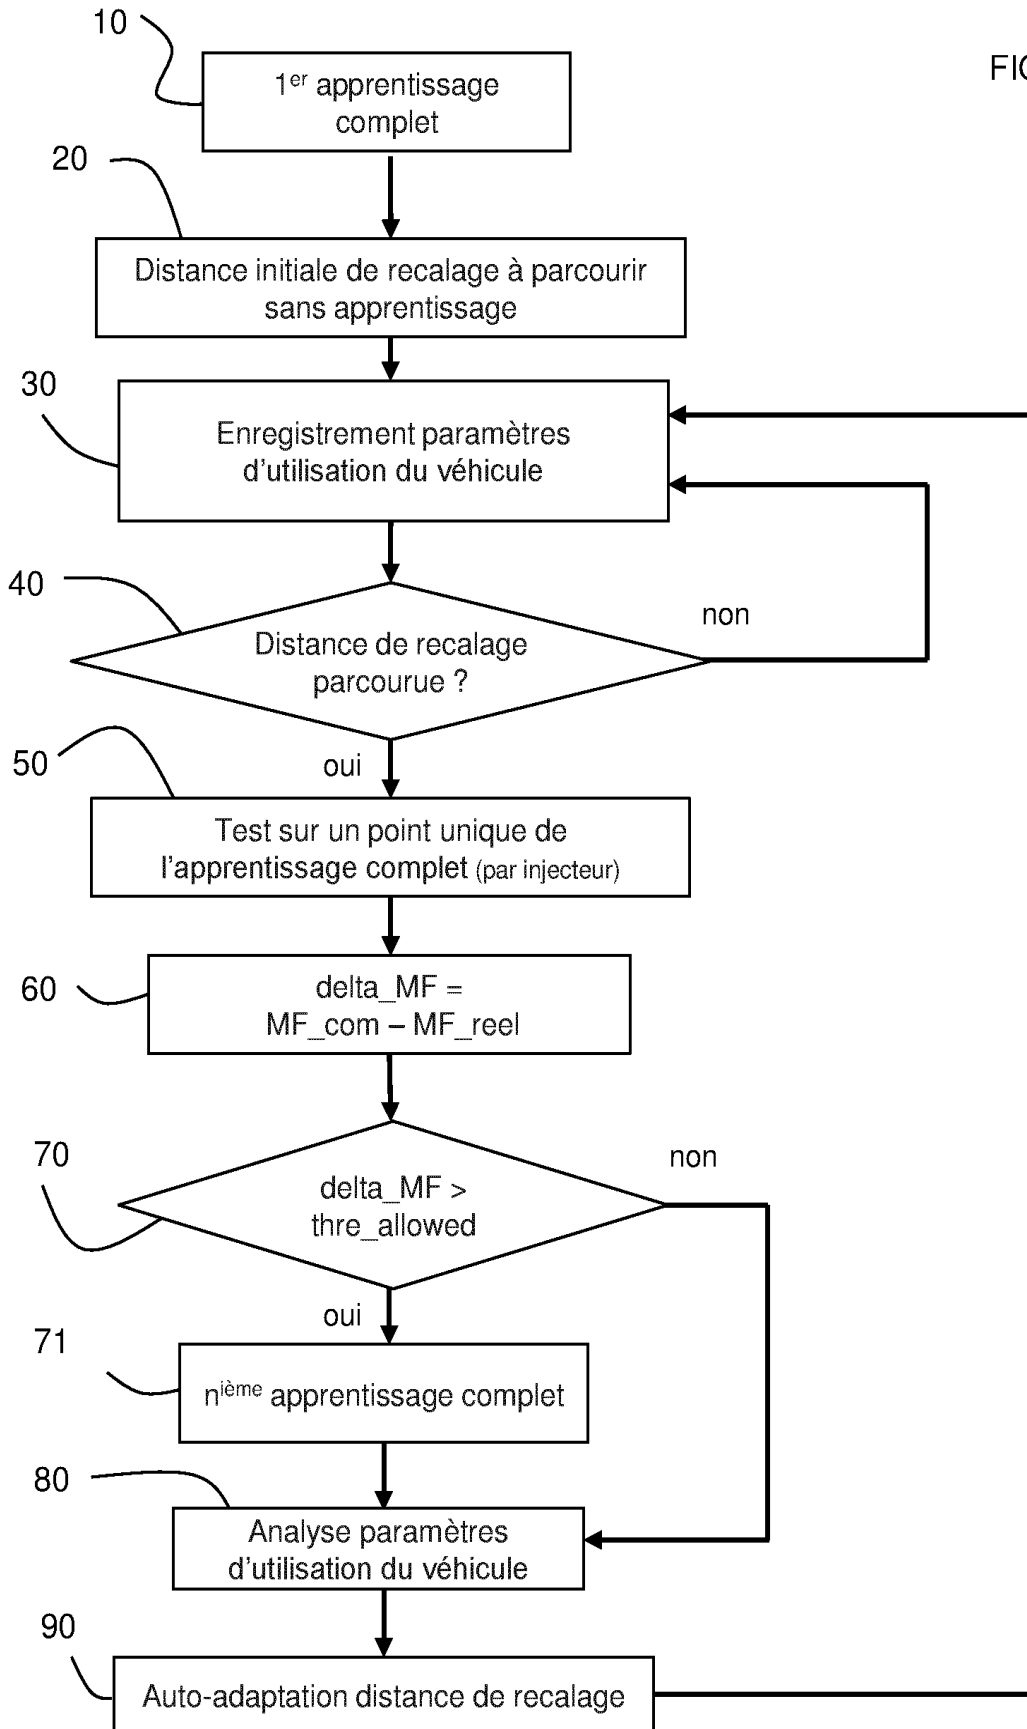 10
FIG
1er apprentissage
complet
20
Distance initiale de recalage à parcourir
sans apprentissage
30
Enregistrement paramètres
d'utilisation du véhicule
40
non
Distance de recalage
parcourue ?
oui
50
Test sur un point unique de
l'apprentissage complet (par injecteur)
60
delta_MF =
MF_com – MF_reel
70
non
delta_MF >
thre_allowed
oui
71
nième apprentissage complet
80
Analyse paramètres
d'utilisation du véhicule
90
Auto-adaptation distance de recalage